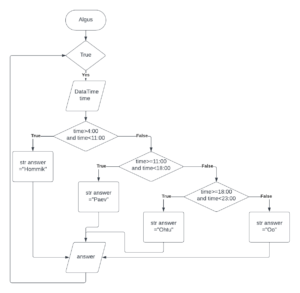 Algus
True
Yes
DataTime
time
time>4:00
and time<11:00
True
False
str answer
="Hommik"
time>=11:00
and time<18:00
True
False
str answer
="Paev"
time>=18:00
and time<23:00
True
False
str answer
="Ohtu"
str answer
="Oo"
answer